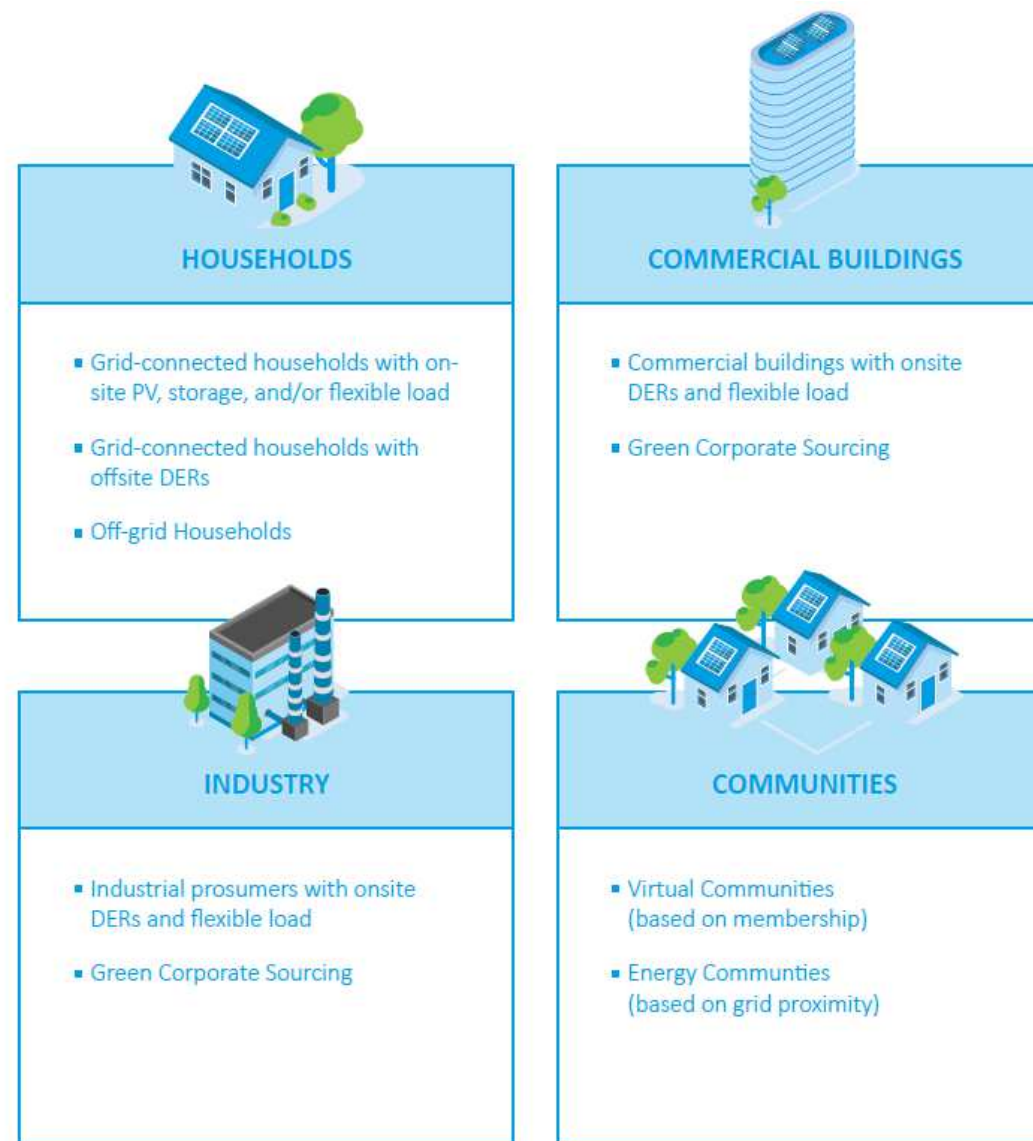 HOUSEHOLDS
▪ Grid-connected households with on-
site PV, storage, and/or flexible load
▪ Grid-connected households with
offsite DERs
▪ Off-grid Households
COMMERCIAL BUILDINGS
▪ Commercial buildings with onsite
DERs and flexible load
▪ Green Corporate Sourcing
INDUSTRY
▪ Industrial prosumers with onsite
DERs and flexible load
▪ Green Corporate Sourcing
COMMUNITIES
▪ Virtual Communities
(based on membership)
▪ Energy Communties
(based on grid proximity)